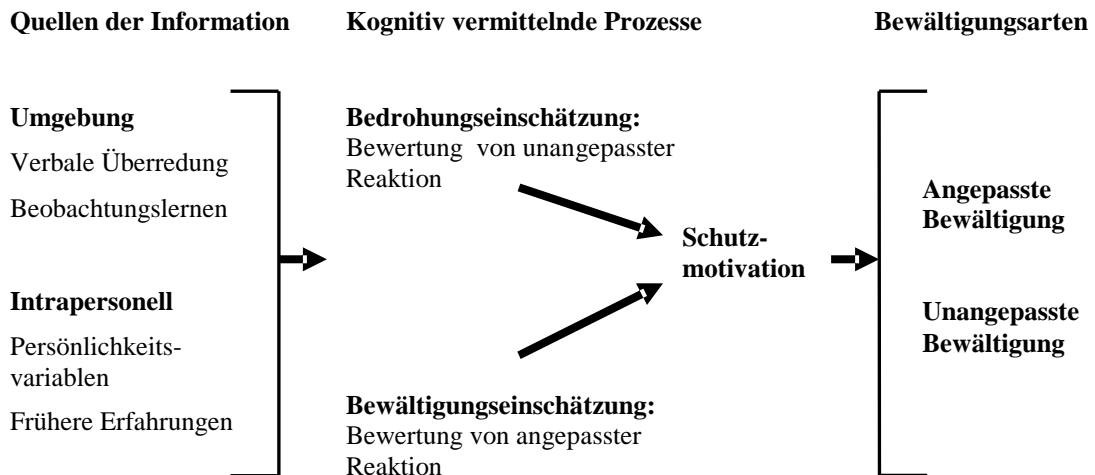 Quellen der Information
Kognitiv vermittelnde Prozesse
Bewältigungsarten
Umgebung
Verbale Überredung
Beobachtungslernen
Intrapersonell
Persönlichkeits-
variablen
Frühere Erfahrungen
Bedrohungseinschätzung:
Bewertung von unangepasster
Reaktion
Schutz-
motivation
Bewältigungseinschätzung:
Bewertung von angepasster
Reaktion
Angepasste
Bewältigung
Unangepasste
Bewältigung